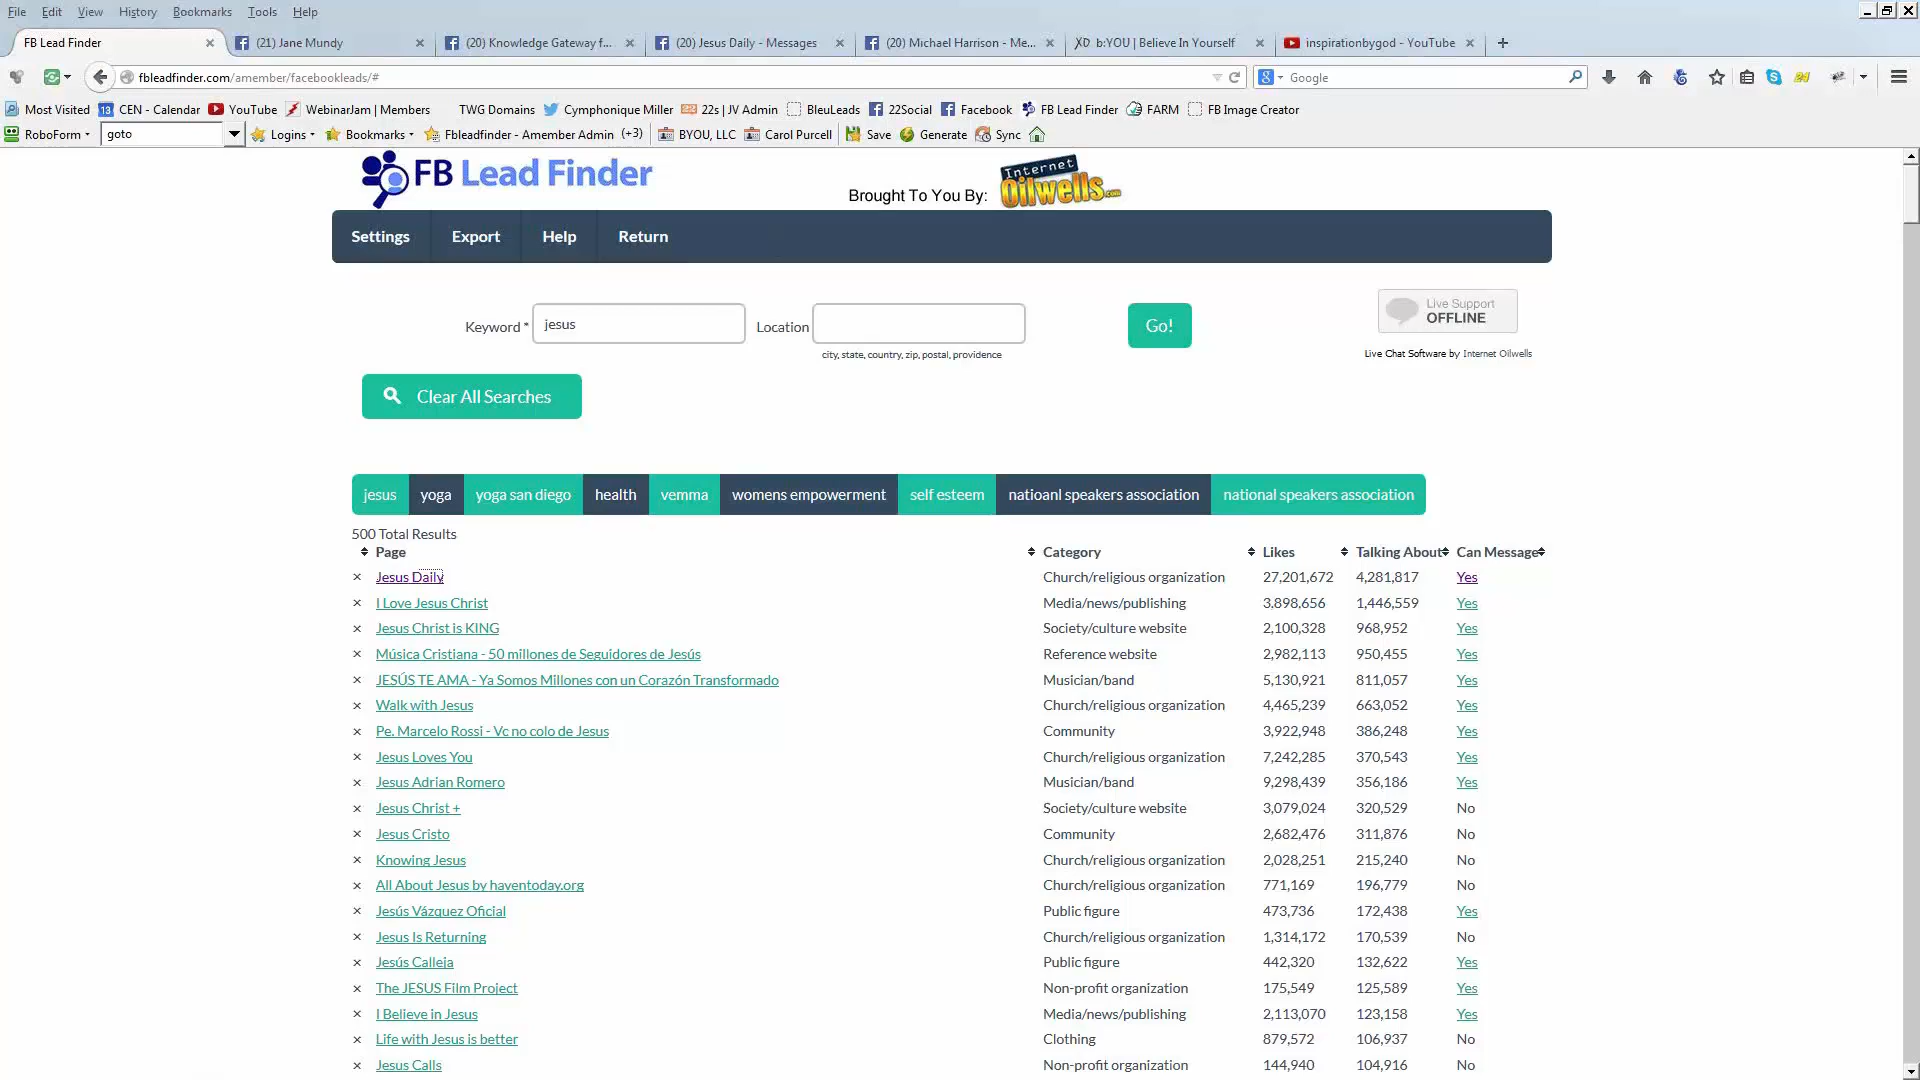 File Edit View History Bookmarks Tools Help
FB Lead Finder × (21) Jane Mundy × (20) Knowledge Gateway f... × (20) Jesus Daily - Messages × (20) Michael Harrison - Me... × b:YOU | Believe In Yourself × inspirationbygod - YouTube × +
fbleadfinder.com/amember/facebookleads/# Google
Most Visited CEN - Calendar YouTube WebinarJam | Members TWG Domains Cymphonique Miller 22s | JV Admin BleuLeads 22Social Facebook FB Lead Finder FARM FB Image Creator
RoboForm goto Logins Bookmarks Fbleadfinder - Amember Admin (+3) BYOU, LLC Carol Purcell Save Generate Sync
FB Lead Finder
Brought To You By: Internet Oilwells.com
Settings Export Help Return
Keyword * jesus Location Go!
city, state, country, zip, postal, providence
Live Support
OFFLINE
Live Chat Software by Internet Oilwells
Clear All Searches
jesus yoga yoga san diego health vemma womens empowerment self esteem natioanl speakers association national speakers association
500 Total Results
Page Category Likes Talking About Can Message
× Jesus Daily Church/religious organization 27,201,672 4,281,817 Yes
× I Love Jesus Christ Media/news/publishing 3,898,656 1,446,559 Yes
× Jesus Christ is KING Society/culture website 2,100,328 968,952 Yes
× Música Cristiana - 50 millones de Seguidores de Jesús Reference website 2,982,113 950,455 Yes
× JESÚS TE AMA - Ya Somos Millones con un Corazón Transformado Musician/band 5,130,921 811,057 Yes
× Walk with Jesus Church/religious organization 4,465,239 663,052 Yes
× Pe. Marcelo Rossi - Vc no colo de Jesus Community 3,922,948 386,248 Yes
× Jesus Loves You Church/religious organization 7,242,285 370,543 Yes
× Jesus Adrian Romero Musician/band 9,298,439 356,186 Yes
× Jesus Christ + Society/culture website 3,079,024 320,529 No
× Jesus Cristo Community 2,682,476 311,876 No
× Knowing Jesus Church/religious organization 2,028,251 215,240 No
× All About Jesus by haventoday.org Church/religious organization 771,169 196,779 No
× Jesús Vázquez Oficial Public figure 473,736 172,438 Yes
× Jesus Is Returning Church/religious organization 1,314,172 170,539 No
× Jesús Calleja Public figure 442,320 132,622 Yes
× The JESUS Film Project Non-profit organization 175,549 125,589 Yes
× I Believe in Jesus Media/news/publishing 2,113,070 123,158 Yes
× Life with Jesus is better Clothing 879,572 106,937 No
× Jesus Calls Non-profit organization 144,940 104,916 No